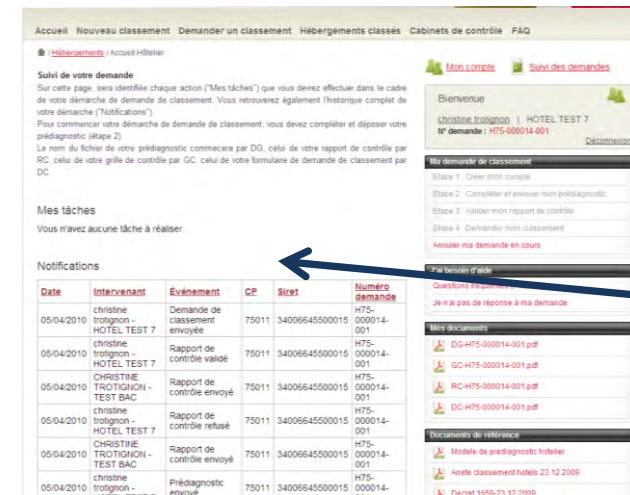 Accueil Nouveau classement Demander un classement Hébergements classés Cabinets de contrôle FAQ
/ Hébergements / Accueil Hôtelier
Suivi de votre demande
Sur cette page, sera identifiée chaque action ("Mes tâches") que vous devrez effectuer dans le cadre
de votre démarche de demande de classement. Vous retrouverez également l'historique complet de
votre démarche ("Notifications").
Pour commencer votre démarche de demande de classement, vous devez compléter et déposer votre
prédiagnostic (étape 2)
Le nom du fichier de votre prédiagnostic commencera par DG, celui de votre rapport de contrôle par
RC, celui de votre grille de contrôle par GC, celui de votre formulaire de demande de classement par
DC.
Mes tâches
Vous n'avez aucune tâche à réaliser.
Notifications
Date Intervenant Événement CP Siret Numéro demande
05/04/2010 christine trotignon - HOTEL TEST 7 Demande de classement envoyée 75011 34006645500015 H75-000014-001
05/04/2010 christine trotignon - HOTEL TEST 7 Rapport de contrôle validé 75011 34006645500015 H75-000014-001
05/04/2010 CHRISTINE TROTIGNON - TEST BAC Rapport de contrôle envoyé 75011 34006645500015 H75-000014-001
05/04/2010 christine trotignon - HOTEL TEST 7 Rapport de contrôle refusé 75011 34006645500015 H75-000014-001
05/04/2010 CHRISTINE TROTIGNON - TEST BAC Rapport de contrôle envoyé 75011 34006645500015 H75-000014-001
05/04/2010 christine trotignon - Prédiagnostic envoyé 75011 34006645500015 H75-000014-
Mon compte Suivi des demandes
Bienvenue
christine trotignon | HOTEL TEST 7
N° demande : H75-000014-001
Déconnexion
Ma demande de classement
Etape 1 : Créer mon compte
Etape 2 : Compléter et envoyer mon prédiagnostic
Etape 3 : Valider mon rapport de contrôle
Etape 4 : Demander mon classement
Annuler ma demande en cours
J'ai besoin d'aide
Questions fréquentes
Je n'ai pas de réponse à ma demande
Mes documents
DG-H75-000014-001.pdf
GC-H75-000014-001.pdf
RC-H75-000014-001.pdf
DC-H75-000014-001.pdf
Documents de référence
Modele de prediagnostic hotelier
Arrete classement hotels 23 12 2009
Decret 1650-23 12 2009